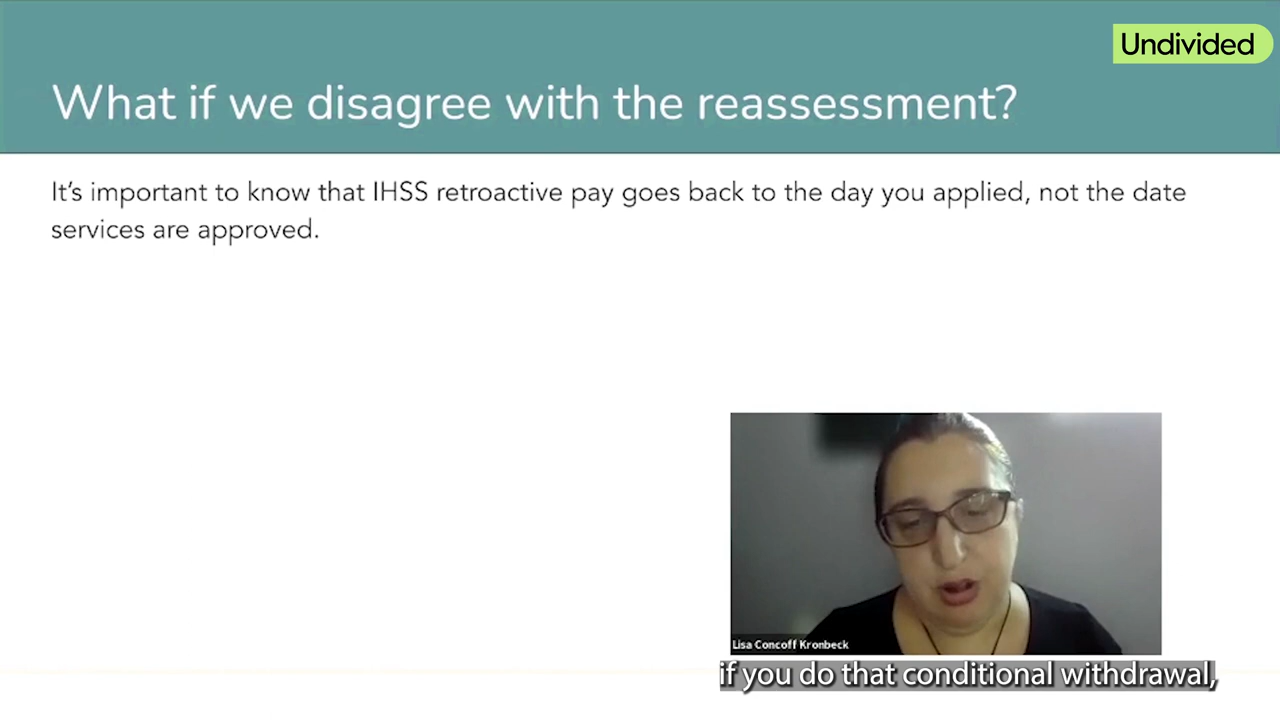 Undivided
What if we disagree with the reassessment?
It's important to know that IHSS retroactive pay goes back to the day you applied, not the date
services are approved.
Lisa Concoff Kronbeck
if you do that conditional withdrawal,